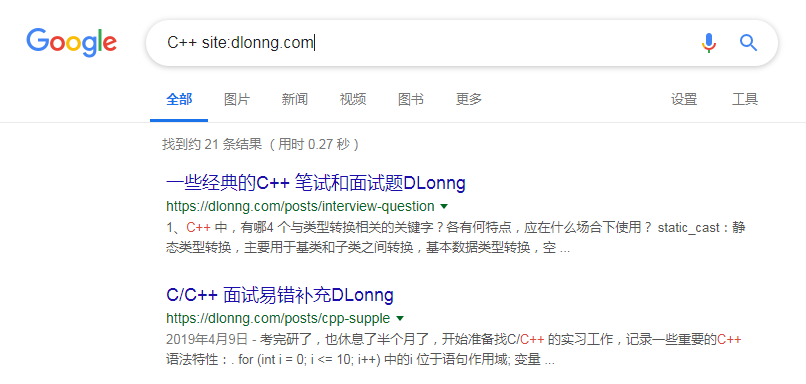 Google
C++ site:dlonng.com
全部 图片 新闻 视频 图书 更多 设置 工具
找到约 21 条结果 （用时 0.27 秒）
一些经典的C++ 笔试和面试题DLonng
https://dlonng.com/posts/interview-question
1、C++ 中，有哪4 个与类型转换相关的关键字？各有何特点，应在什么场合下使用？ static_cast：静
态类型转换，主要用于基类和子类之间转换，基本数据类型转换，空 ...
C/C++ 面试易错补充DLonng
https://dlonng.com/posts/cpp-supple
2019年4月9日 - 考完研了，也休息了半个月了，开始准备找C/C++ 的实习工作，记录一些重要的C++
语法特性：. for (int i = 0; i <= 10; i++) 中的i 位于语句作用域; 变量 ...